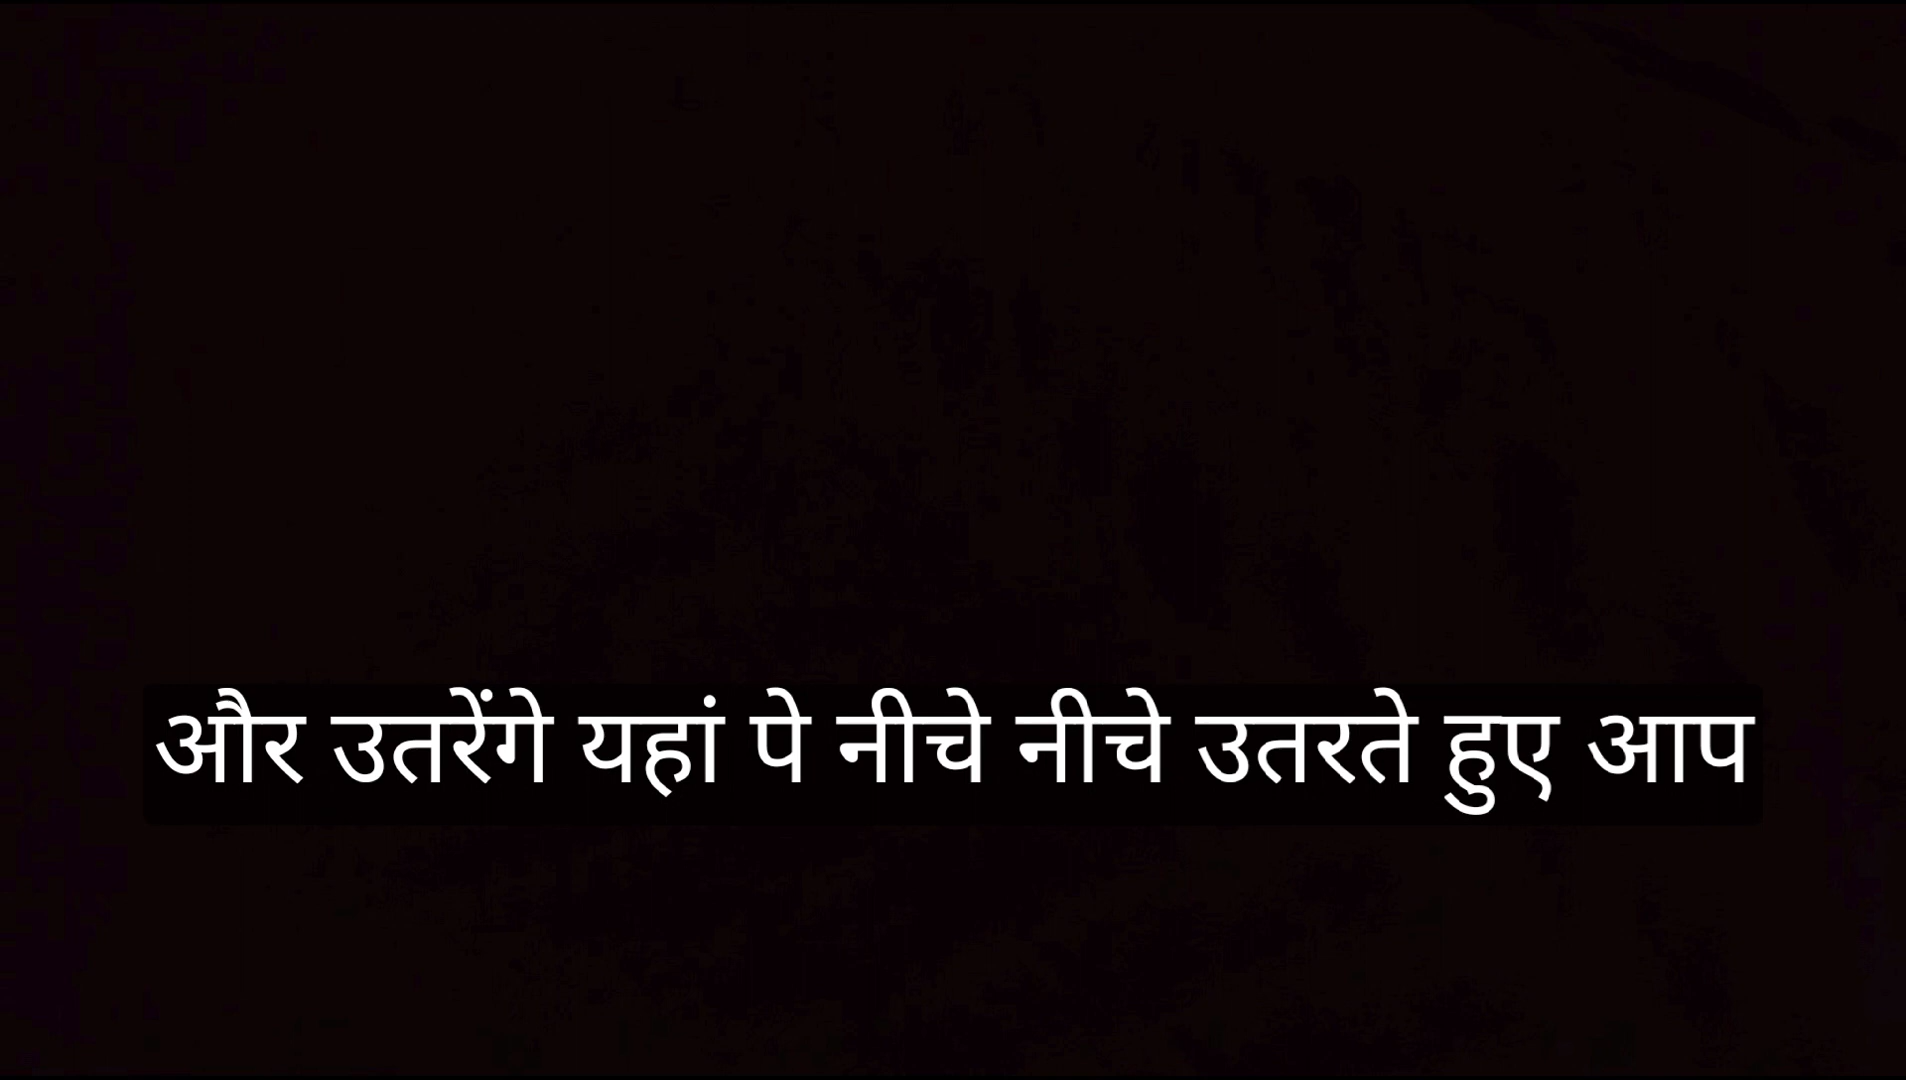 और उतरेंगे यहां पे नीचे नीचे उतरते हुए आप